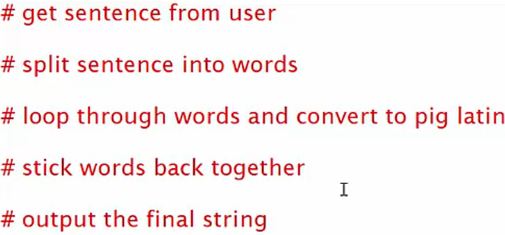 # get sentence from user
# split sentence into words
# loop through words and convert to pig latin
# stick words back together
# output the final string